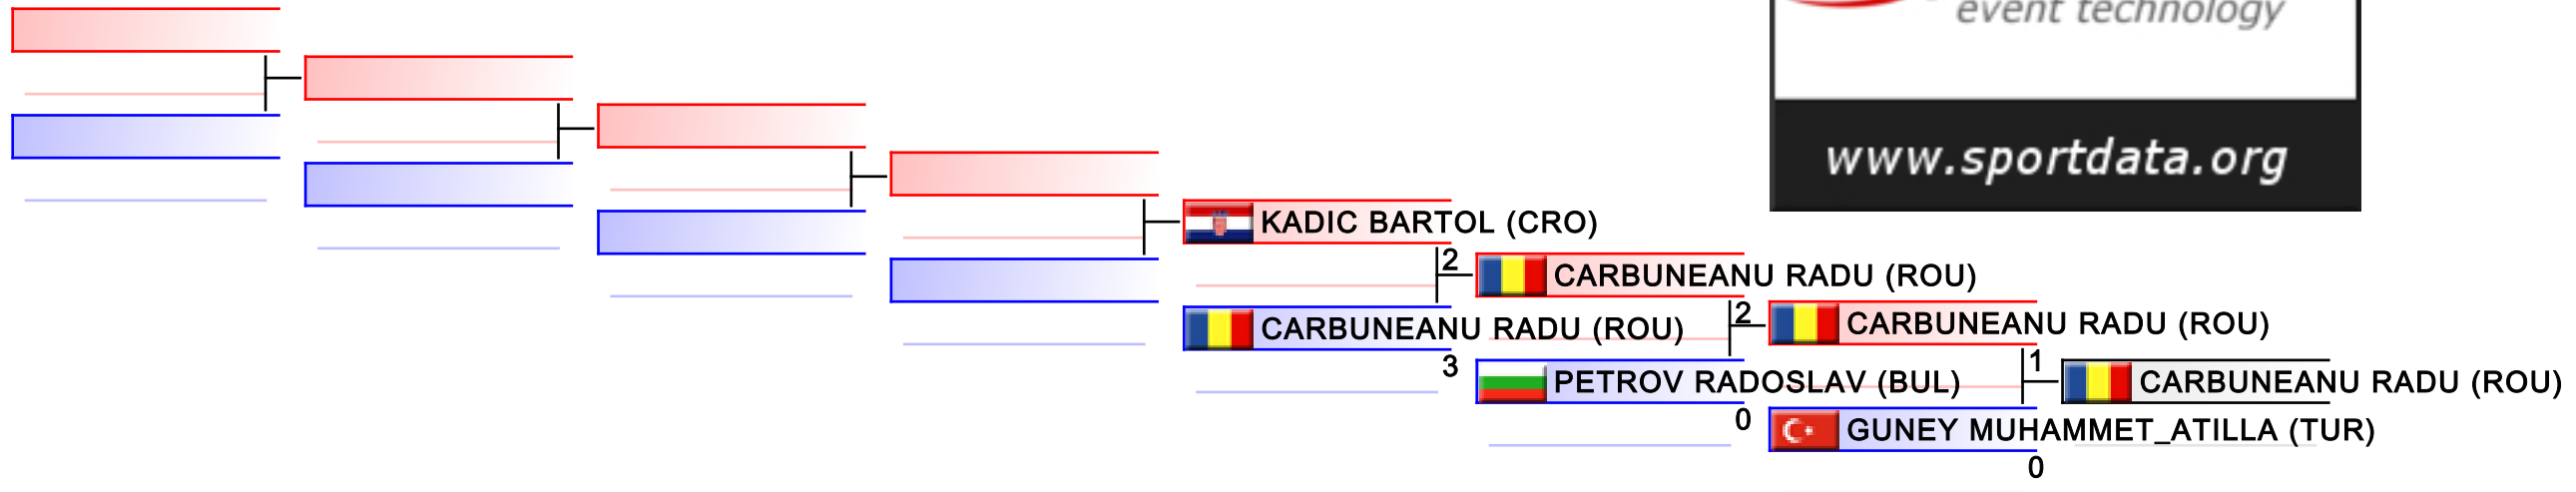 event technology
www.sportdata.org
KADIC BARTOL (CRO)
2
CARBUNEANU RADU (ROU)
CARBUNEANU RADU (ROU)
3
2
CARBUNEANU RADU (ROU)
PETROV RADOSLAV (BUL)
0
1
CARBUNEANU RADU (ROU)
GUNEY MUHAMMET_ATILLA (TUR)
0